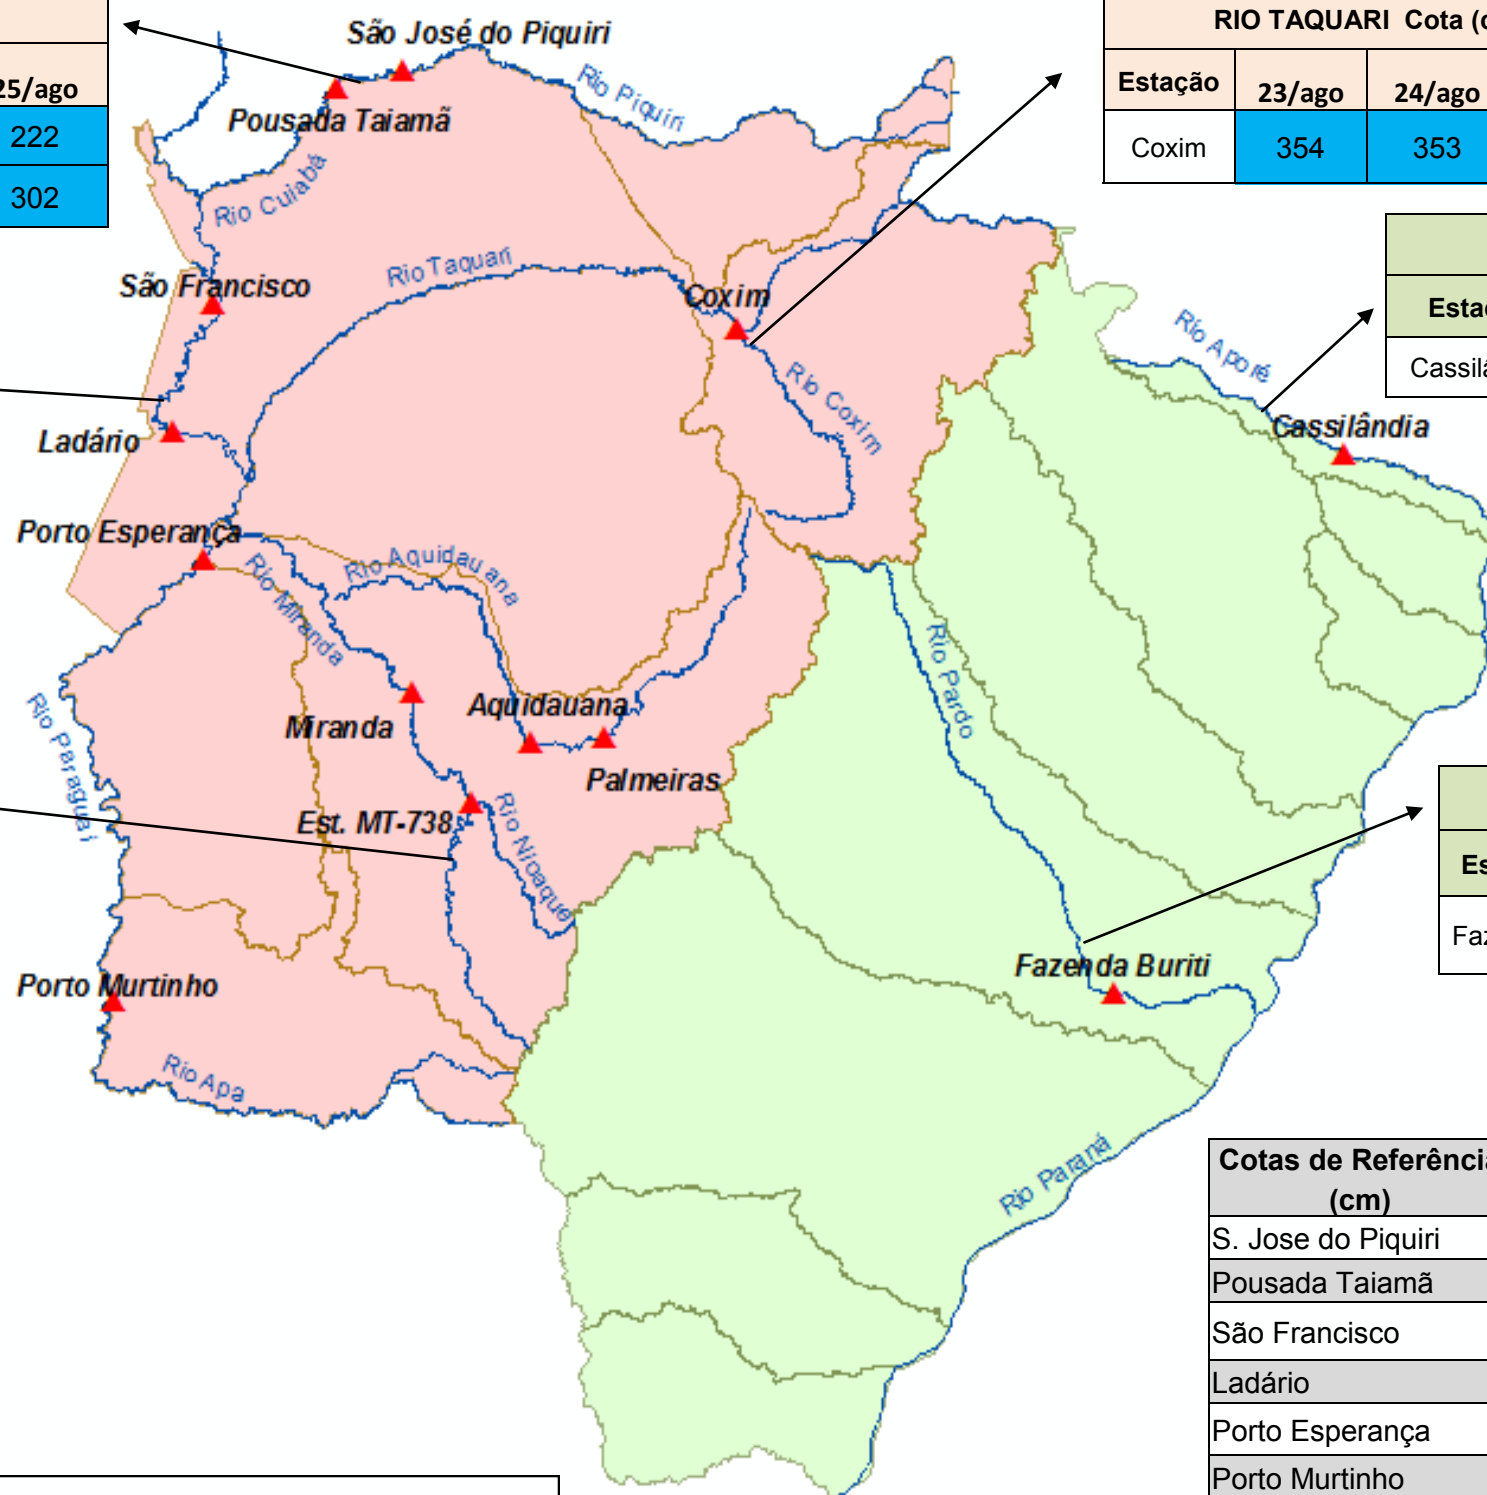 São José do Piquiri
RIO TAQUARI Cota
25/ago
Estação 23/ago 24/ago
222
Rio Piquiri
Pousada Taiamã
Coxim 354 353
302
Rio Cuiabá
Rio Taquari
São Francisco
Coxim
Rio Aporé
Rio Coxim
Cassilândia
Ladário
Porto Esperança
Rio Aquidauana
Rio Miranda
Rio Pardo
Rio Paraguai
Aquidauana
Miranda
Palmeiras
Est. MT-738
Rio Nioaque
Fazenda Buriti
Porto Murtinho
Rio Apa
Rio Paraná
Cotas de Referência
(cm)
S. Jose do Piquiri
Pousada Taiamã
São Francisco
Ladário
Porto Esperança
Porto Murtinho